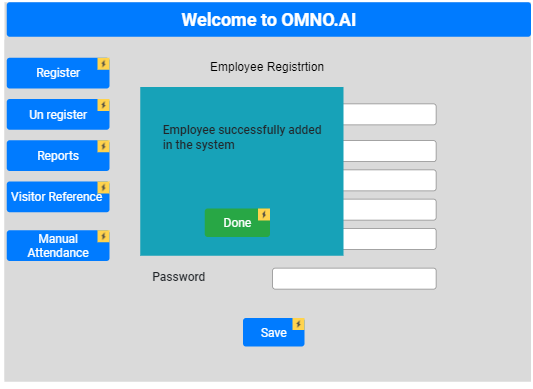 Welcome to OMNO.AI
Register
Un register
Reports
Visitor Reference
Manual
Attendance
Employee Registrtion
Employee successfully added
in the system
Done
Password
Save